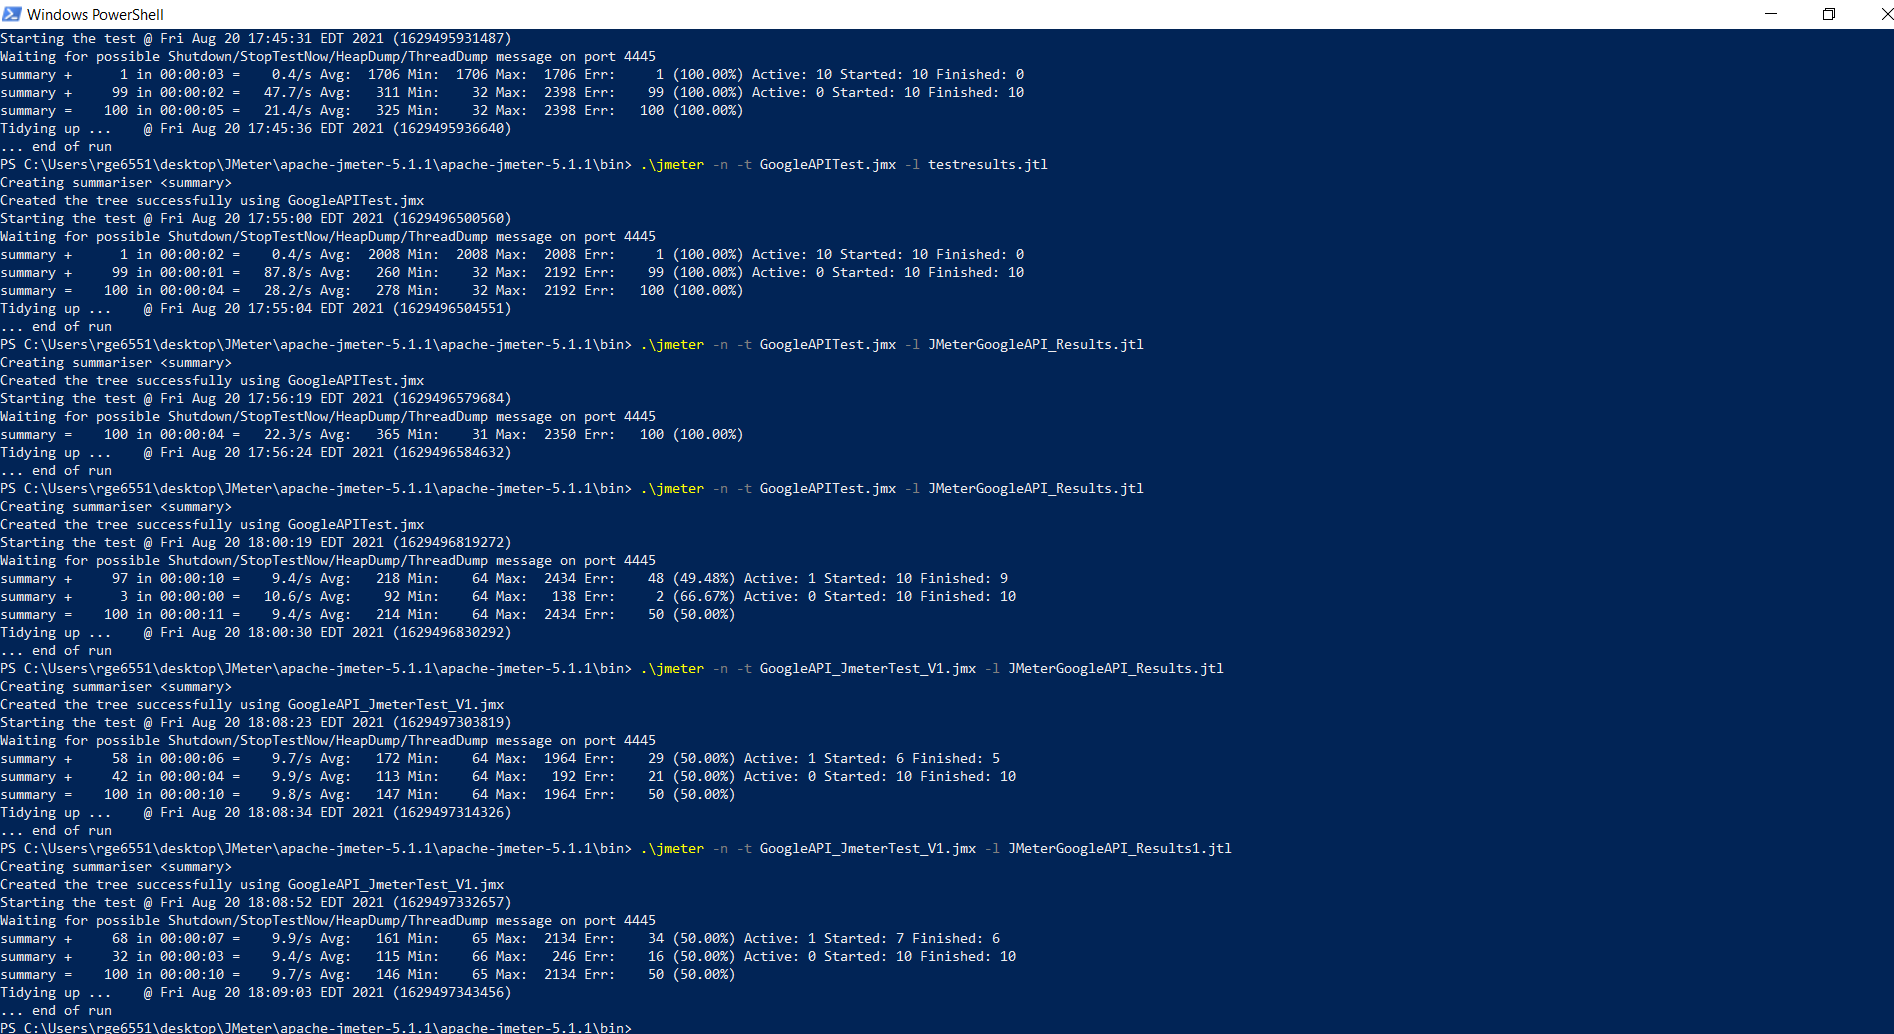 Windows PowerShell
Starting the test @ Fri Aug 20 17:45:31 EDT 2021 (1629495931487)
Waiting for possible Shutdown/StopTestNow/HeapDump/ThreadDump message on port 4445
summary +      1 in 00:00:03 =    0.4/s Avg:  1706 Min:  1706 Max:  1706 Err:     1 (100.00%) Active: 10 Started: 10 Finished: 0
summary +     99 in 00:00:02 =   47.7/s Avg:   311 Min:    32 Max:  2398 Err:    99 (100.00%) Active: 0 Started: 10 Finished: 10
summary =    100 in 00:00:05 =   21.4/s Avg:   325 Min:    32 Max:  2398 Err:   100 (100.00%)
Tidying up ...    @ Fri Aug 20 17:45:36 EDT 2021 (1629495936640)
... end of run
PS C:\Users\rge6551\desktop\JMeter\apache-jmeter-5.1.1\apache-jmeter-5.1.1\bin> .\jmeter -n -t GoogleAPITest.jmx -l testresults.jtl
Creating summariser <summary>
Created the tree successfully using GoogleAPITest.jmx
Starting the test @ Fri Aug 20 17:55:00 EDT 2021 (1629496500560)
Waiting for possible Shutdown/StopTestNow/HeapDump/ThreadDump message on port 4445
summary +      1 in 00:00:02 =    0.4/s Avg:  2008 Min:  2008 Max:  2008 Err:     1 (100.00%) Active: 10 Started: 10 Finished: 0
summary +     99 in 00:00:01 =   87.8/s Avg:   260 Min:    32 Max:  2192 Err:    99 (100.00%) Active: 0 Started: 10 Finished: 10
summary =    100 in 00:00:04 =   28.2/s Avg:   278 Min:    32 Max:  2192 Err:   100 (100.00%)
Tidying up ...    @ Fri Aug 20 17:55:04 EDT 2021 (1629496504551)
... end of run
PS C:\Users\rge6551\desktop\JMeter\apache-jmeter-5.1.1\apache-jmeter-5.1.1\bin> .\jmeter -n -t GoogleAPITest.jmx -l JMeterGoogleAPI_Results.jtl
Creating summariser <summary>
Created the tree successfully using GoogleAPITest.jmx
Starting the test @ Fri Aug 20 17:56:19 EDT 2021 (1629496579684)
Waiting for possible Shutdown/StopTestNow/HeapDump/ThreadDump message on port 4445
summary =    100 in 00:00:04 =   22.3/s Avg:   365 Min:    31 Max:  2350 Err:   100 (100.00%)
Tidying up ...    @ Fri Aug 20 17:56:24 EDT 2021 (1629496584632)
... end of run
PS C:\Users\rge6551\desktop\JMeter\apache-jmeter-5.1.1\apache-jmeter-5.1.1\bin> .\jmeter -n -t GoogleAPITest.jmx -l JMeterGoogleAPI_Results.jtl
Creating summariser <summary>
Created the tree successfully using GoogleAPITest.jmx
Starting the test @ Fri Aug 20 18:00:19 EDT 2021 (1629496819272)
Waiting for possible Shutdown/StopTestNow/HeapDump/ThreadDump message on port 4445
summary +     97 in 00:00:10 =    9.4/s Avg:   218 Min:    64 Max:  2434 Err:    48 (49.48%) Active: 1 Started: 10 Finished: 9
summary +      3 in 00:00:00 =   10.6/s Avg:    92 Min:    64 Max:   138 Err:     2 (66.67%) Active: 0 Started: 10 Finished: 10
summary =    100 in 00:00:11 =    9.4/s Avg:   214 Min:    64 Max:  2434 Err:    50 (50.00%)
Tidying up ...    @ Fri Aug 20 18:00:30 EDT 2021 (1629496830292)
... end of run
PS C:\Users\rge6551\desktop\JMeter\apache-jmeter-5.1.1\apache-jmeter-5.1.1\bin> .\jmeter -n -t GoogleAPI_JmeterTest_V1.jmx -l JMeterGoogleAPI_Results.jtl
Creating summariser <summary>
Created the tree successfully using GoogleAPI_JmeterTest_V1.jmx
Starting the test @ Fri Aug 20 18:08:23 EDT 2021 (1629497303819)
Waiting for possible Shutdown/StopTestNow/HeapDump/ThreadDump message on port 4445
summary +     58 in 00:00:06 =    9.7/s Avg:   172 Min:    64 Max:  1964 Err:    29 (50.00%) Active: 1 Started: 6 Finished: 5
summary +     42 in 00:00:04 =    9.9/s Avg:   113 Min:    64 Max:   192 Err:    21 (50.00%) Active: 0 Started: 10 Finished: 10
summary =    100 in 00:00:10 =    9.8/s Avg:   147 Min:    64 Max:  1964 Err:    50 (50.00%)
Tidying up ...    @ Fri Aug 20 18:08:34 EDT 2021 (1629497314326)
... end of run
PS C:\Users\rge6551\desktop\JMeter\apache-jmeter-5.1.1\apache-jmeter-5.1.1\bin> .\jmeter -n -t GoogleAPI_JmeterTest_V1.jmx -l JMeterGoogleAPI_Results1.jtl
Creating summariser <summary>
Created the tree successfully using GoogleAPI_JmeterTest_V1.jmx
Starting the test @ Fri Aug 20 18:08:52 EDT 2021 (1629497332657)
Waiting for possible Shutdown/StopTestNow/HeapDump/ThreadDump message on port 4445
summary +     68 in 00:00:07 =    9.9/s Avg:   161 Min:    65 Max:  2134 Err:    34 (50.00%) Active: 1 Started: 7 Finished: 6
summary +     32 in 00:00:03 =    9.4/s Avg:   115 Min:    66 Max:   246 Err:    16 (50.00%) Active: 0 Started: 10 Finished: 10
summary =    100 in 00:00:10 =    9.7/s Avg:   146 Min:    65 Max:  2134 Err:    50 (50.00%)
Tidying up ...    @ Fri Aug 20 18:09:03 EDT 2021 (1629497343456)
... end of run
PS C:\Users\rge6551\desktop\JMeter\apache-jmeter-5.1.1\apache-jmeter-5.1.1\bin>